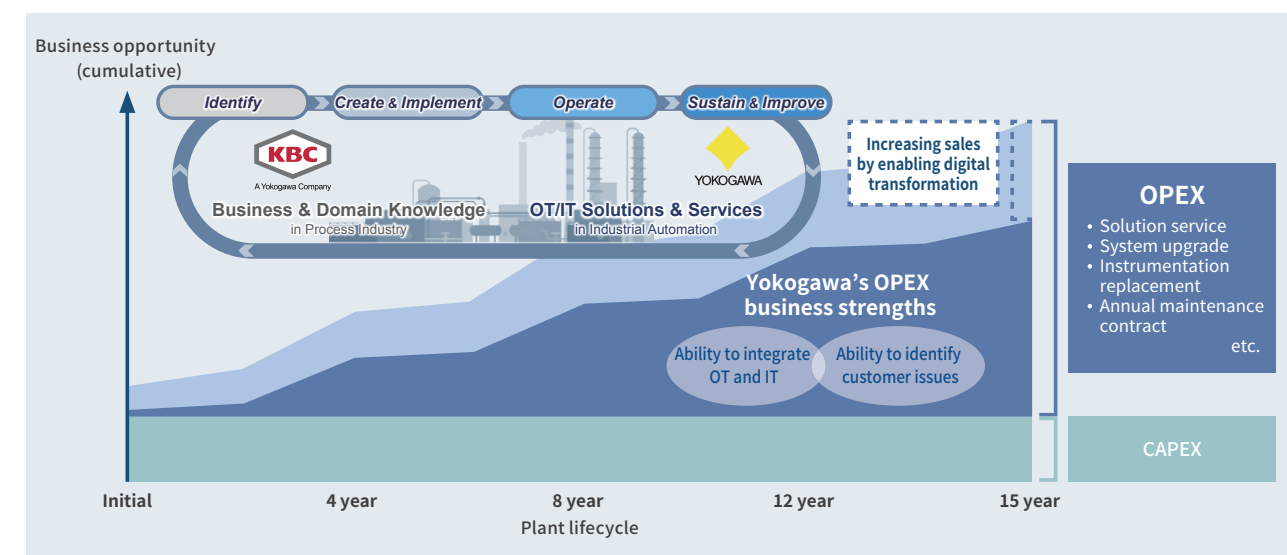 Business opportunity
(cumulative)
Identify
Create & Implement
Operate
Sustain & Improve
KBC
A Yokogawa Company
YOKOGAWA
Business & Domain Knowledge
in Process Industry
OT/IT Solutions & Services
in Industrial Automation
Increasing sales
by enabling digital
transformation
OPEX
• Solution service
• System upgrade
• Instrumentation
replacement
• Annual maintenance
contract
etc.
Yokogawa’s OPEX
business strengths
Ability to integrate
OT and IT
Ability to identify
customer issues
CAPEX
Initial
4 year
8 year
12 year
15 year
Plant lifecycle